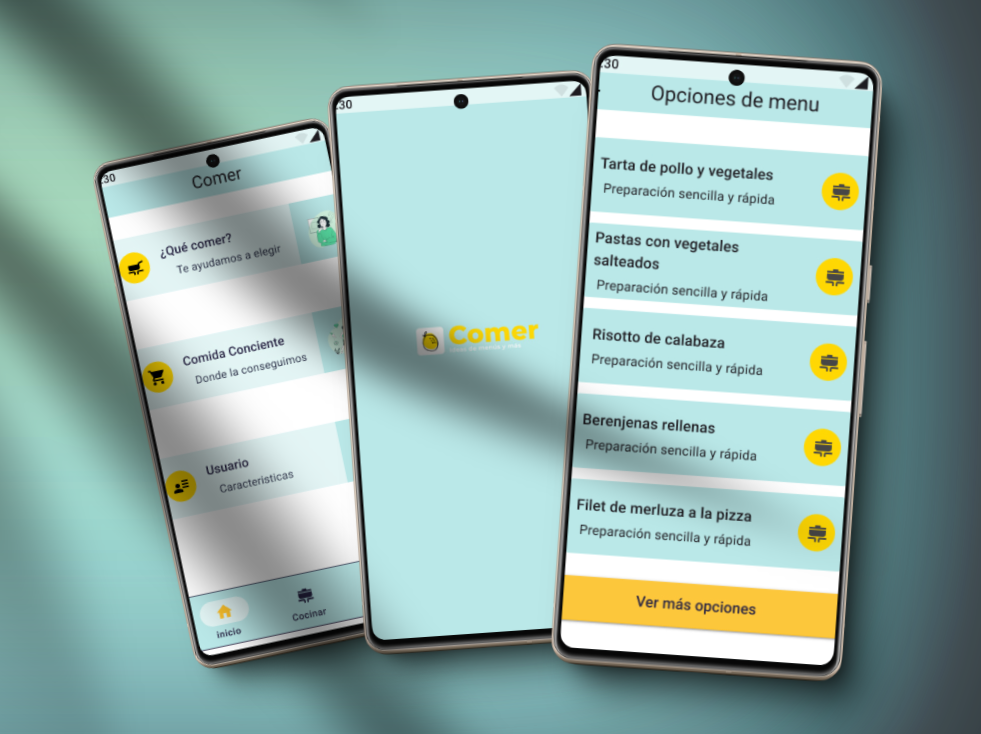 :30
Comer
¿Qué comer?
Te ayudamos a elegir
Comida Conciente
Donde la conseguimos
Usuario
Caracteristicas
inicio
Cocinar
:30
Comer
:30
Opciones de menu
Tarta de pollo y vegetales
Preparación sencilla y rápida
Pastas con vegetales
salteados
Preparación sencilla y rápida
Risotto de calabaza
Preparación sencilla y rápida
Berenjenas rellenas
Preparación sencilla y rápida
Filet de merluza a la pizza
Preparación sencilla y rápida
Ver más opciones